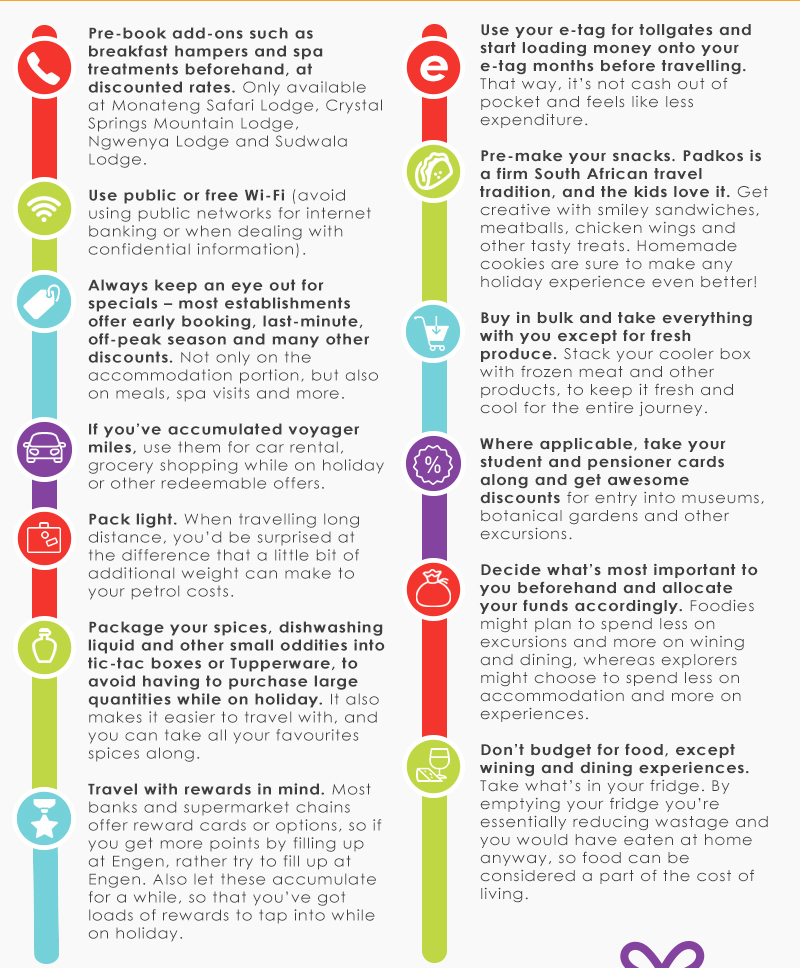 Pre-book add-ons such as
breakfast hampers and spa
treatments beforehand, at
discounted rates. Only available
at Monateng Safari Lodge, Crystal
Springs Mountain Lodge,
Ngwenya Lodge and Sudwala
Lodge.
Use public or free Wi-Fi (avoid
using public networks for internet
banking or when dealing with
confidential information).
Always keep an eye out for
specials – most establishments
offer early booking, last-minute,
off-peak season and many other
discounts. Not only on the
accommodation portion, but also
on meals, spa visits and more.
If you've accumulated voyager
miles, use them for car rental,
grocery shopping while on holiday
or other redeemable offers.
Pack light. When travelling long
distance, you'd be surprised at
the difference that a little bit of
additional weight can make to
your petrol costs.
Package your spices, dishwashing
liquid and other small oddities into
tic-tac boxes or Tupperware, to
avoid having to purchase large
quantities while on holiday. It also
makes it easier to travel with, and
you can take all your favourites
spices along.
Travel with rewards in mind. Most
banks and supermarket chains
offer reward cards or options, so if
you get more points by filling up
at Engen, rather try to fill up at
Engen. Also let these accumulate
for a while, so that you've got
loads of rewards to tap into while
on holiday.
e
Use your e-tag for tollgates and
start loading money onto your
e-tag months before travelling.
That way, it's not cash out of
pocket and feels like less
expenditure.
Pre-make your snacks. Padkos is
a firm South African travel
tradition, and the kids love it. Get
creative with smiley sandwiches,
meatballs, chicken wings and
other tasty treats. Homemade
cookies are sure to make any
holiday experience even better!
Buy in bulk and take everything
with you except for fresh
produce. Stack your cooler box
with frozen meat and other
products, to keep it fresh and
cool for the entire journey.
%
Where applicable, take your
student and pensioner cards
along and get awesome
discounts for entry into museums,
botanical gardens and other
excursions.
Decide what's most important to
you beforehand and allocate
your funds accordingly. Foodies
might plan to spend less on
excursions and more on wining
and dining, whereas explorers
might choose to spend less on
accommodation and more on
experiences.
Don't budget for food, except
wining and dining experiences.
Take what's in your fridge. By
emptying your fridge you're
essentially reducing wastage and
you would have eaten at home
anyway, so food can be
considered a part of the cost of
living.